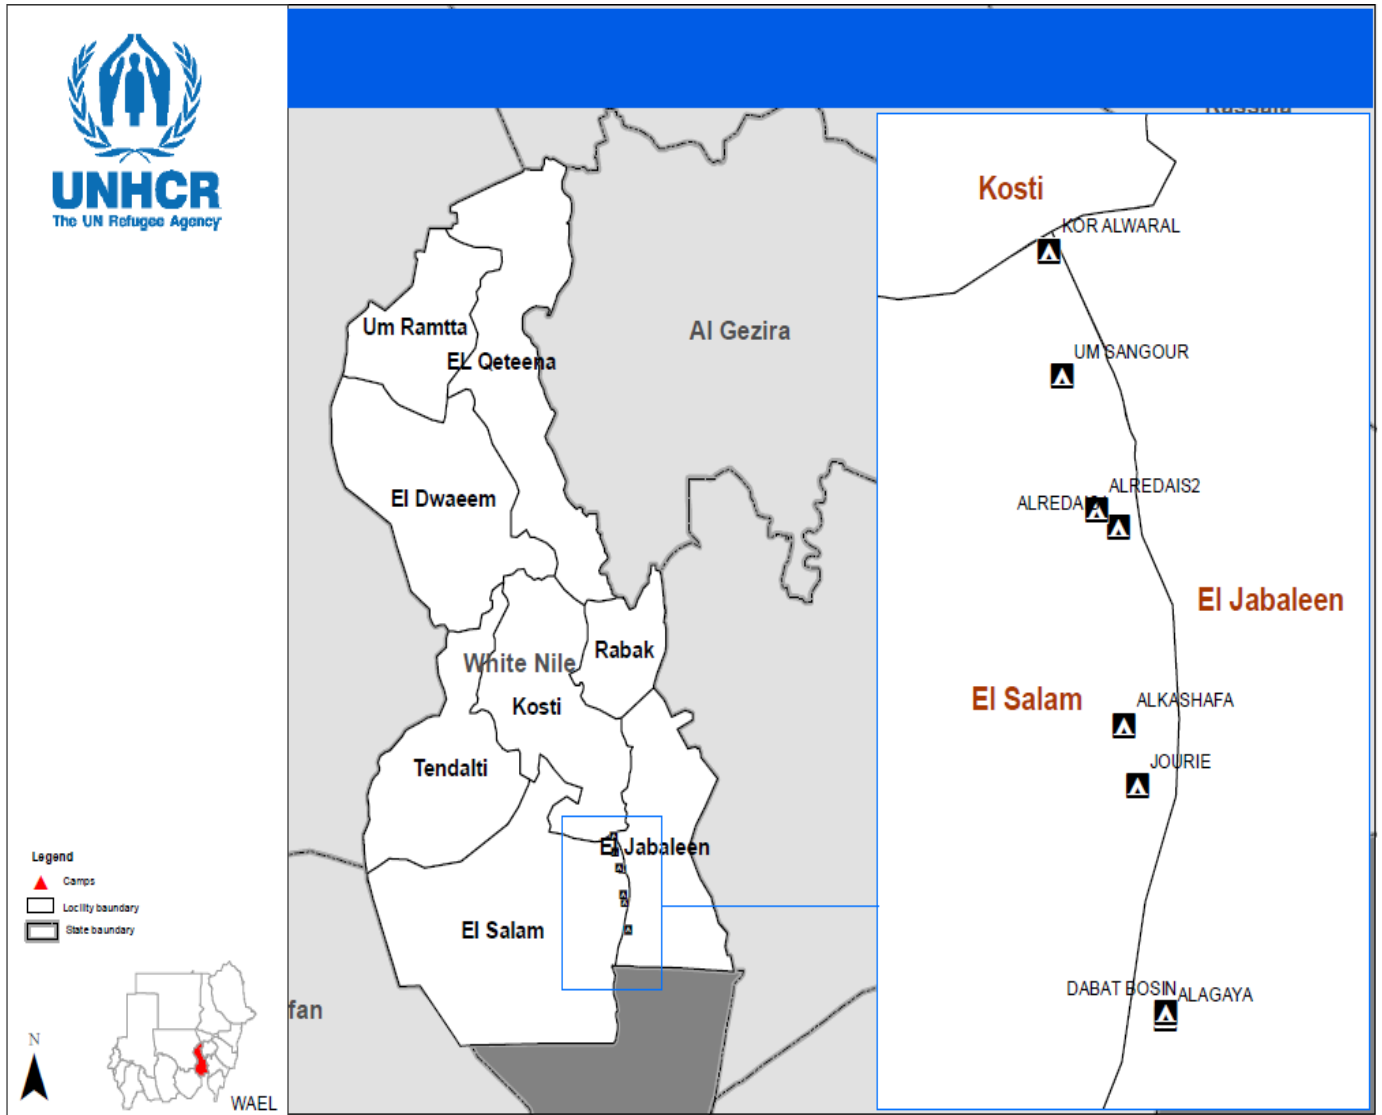 UNHCR
The UN Refugee Agency
Um Ramtta
EL Qeteena
Al Gezira
El Dwaeem
White Nile
Rabak
Kosti
Tendalti
El Jabaleen
El Salam
fan
Kosti
KOR ALWARAL
UM SANGOUR
ALREDAIS2
El Jabaleen
El Salam
ALKASHAFA
JOURIE
DABAT BOSIN
ALAGAYA
Legend
Camps
Locility baundary
State baundary
N
WAEL